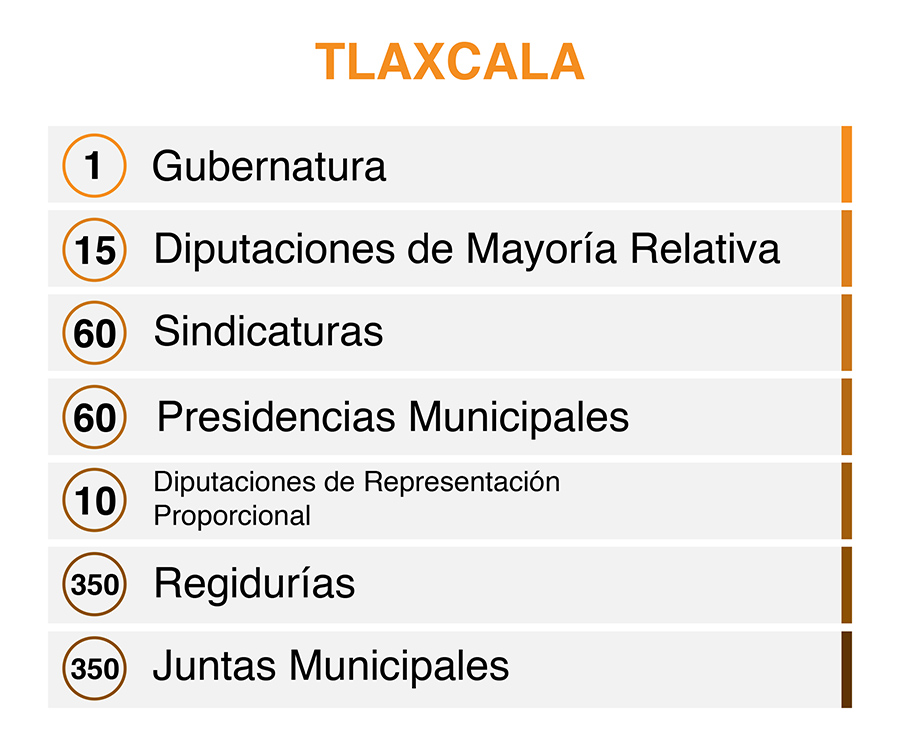 TLAXCALA
1 Gubernatura
15 Diputaciones de Mayoría Relativa
60 Sindicaturas
60 Presidencias Municipales
10 Diputaciones de Representación
Proporcional
350 Regidurías
350 Juntas Municipales